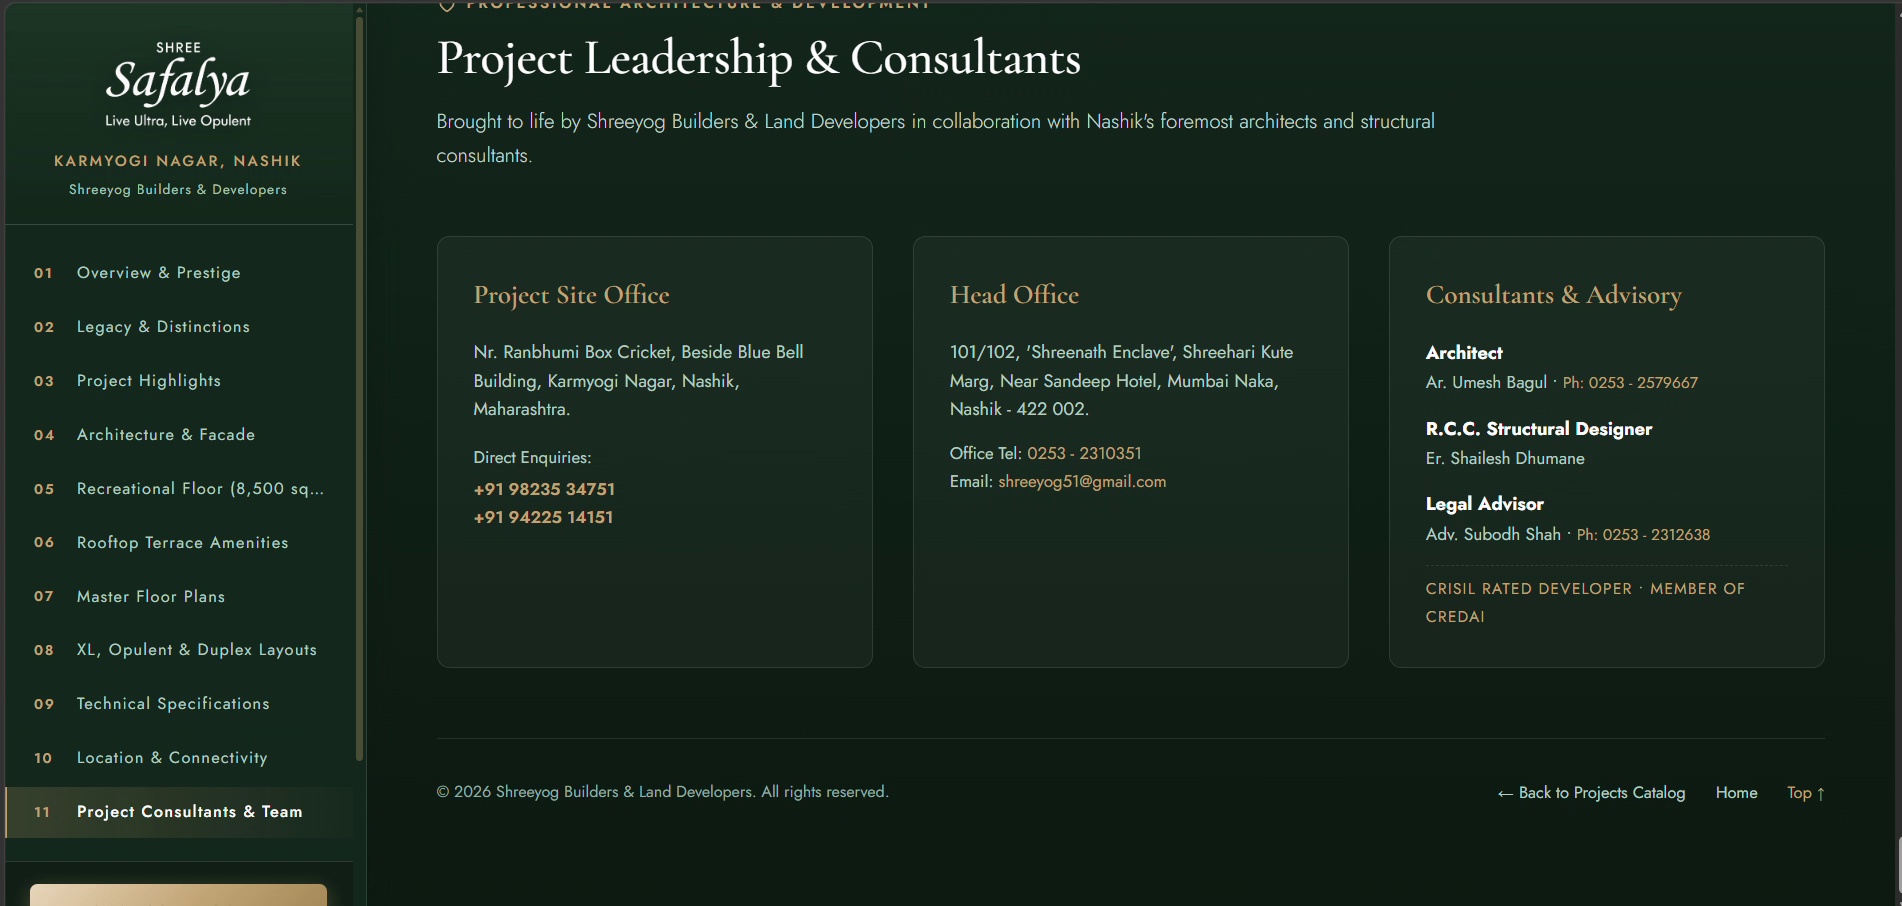 SHREE
Safalya
Live Ultra, Live Opulent
KARMYOGI NAGAR, NASHIK
Shreeyog Builders & Developers
01 Overview & Prestige
02 Legacy & Distinctions
03 Project Highlights
04 Architecture & Facade
05 Recreational Floor (8,500 sq...
06 Rooftop Terrace Amenities
07 Master Floor Plans
08 XL, Opulent & Duplex Layouts
09 Technical Specifications
10 Location & Connectivity
11 Project Consultants & Team
PROFESSIONAL ARCHITECTURE & DEVELOPMENT
Project Leadership & Consultants
Brought to life by Shreeyog Builders & Land Developers in collaboration with Nashik's foremost architects and structural
consultants.
Project Site Office
Nr. Ranbhumi Box Cricket, Beside Blue Bell
Building, Karmyogi Nagar, Nashik,
Maharashtra.
Direct Enquiries:
+91 98235 34751
+91 94225 14151
Head Office
101/102, 'Shreenath Enclave', Shreehari Kute
Marg, Near Sandeep Hotel, Mumbai Naka,
Nashik - 422 002.
Office Tel: 0253 - 2310351
Email: shreeyog51@gmail.com
Consultants & Advisory
Architect
Ar. Umesh Bagul · Ph: 0253 - 2579667
R.C.C. Structural Designer
Er. Shailesh Dhumane
Legal Advisor
Adv. Subodh Shah · Ph: 0253 - 2312638
CRISIL RATED DEVELOPER · MEMBER OF
CREDAI
© 2026 Shreeyog Builders & Land Developers. All rights reserved.
← Back to Projects Catalog Home Top ↑